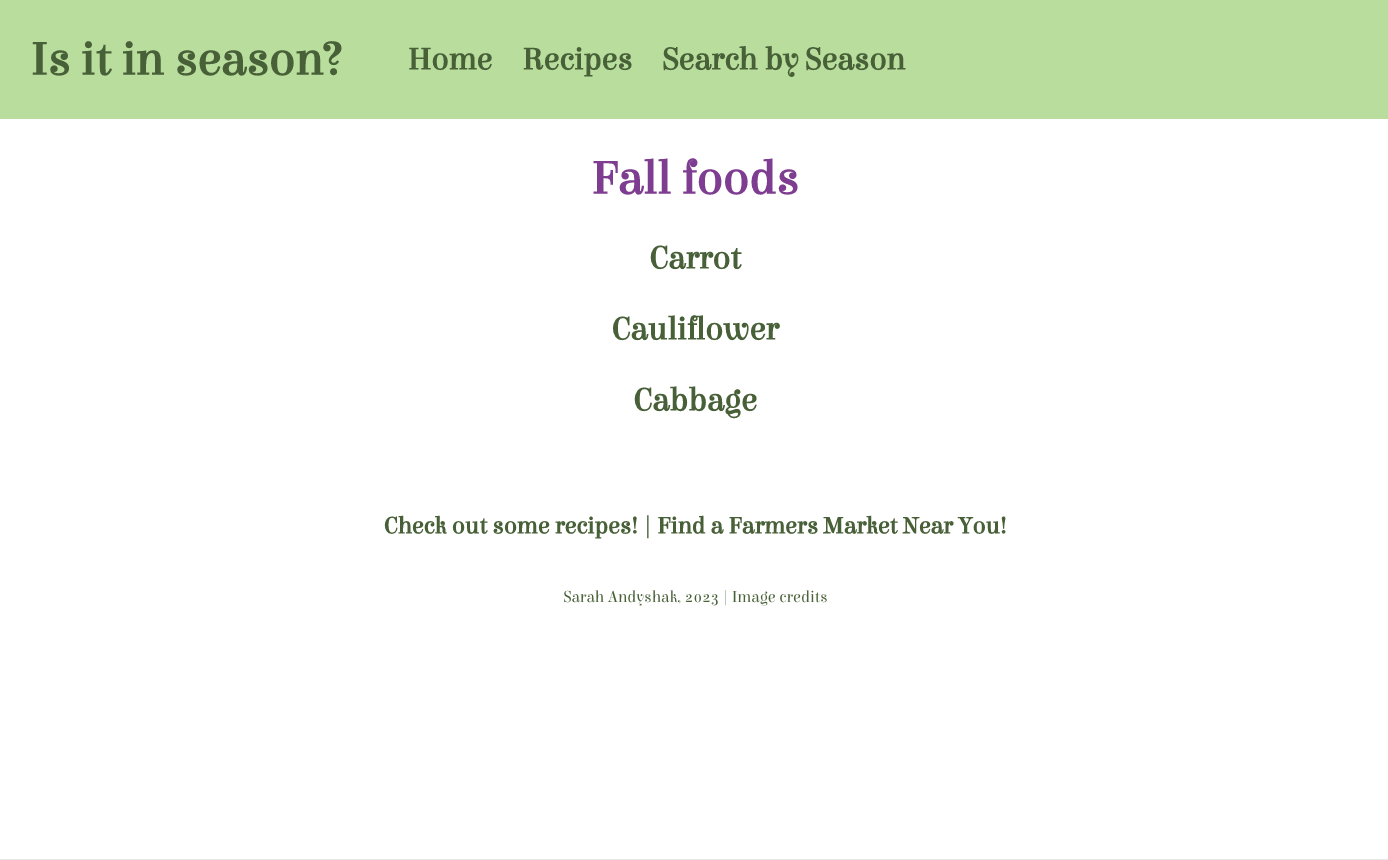 Is it in season? Home Recipes Search by Season
Fall foods
Carrot
Cauliflower
Cabbage
Check out some recipes! | Find a Farmers Market Near You!
Sarah Andyshak, 2023 | Image credits